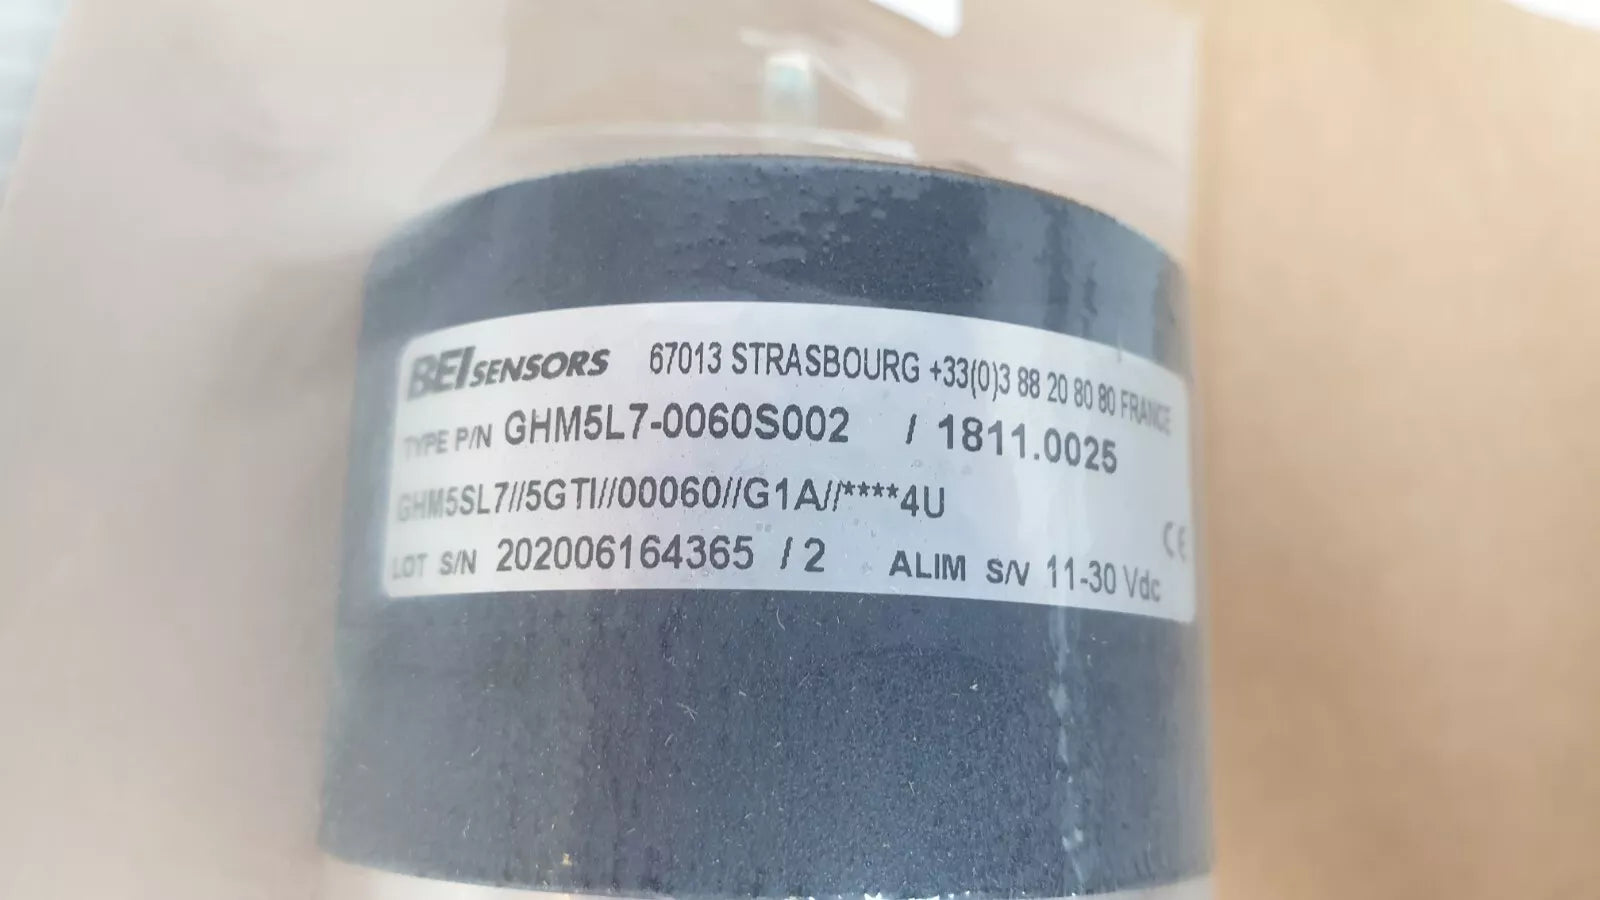 BEI SENSORS 67013 STRASBOURG +33(0)3 88 20 80 80 FRANCE
TYPE P/N GHM5L7-0060S002 / 1811.0025
GHM5SL7//5GTI//00060//G1A//****4U
CE
LOT S/N 202006164365 / 2 ALIM S/V 11-30 Vdc